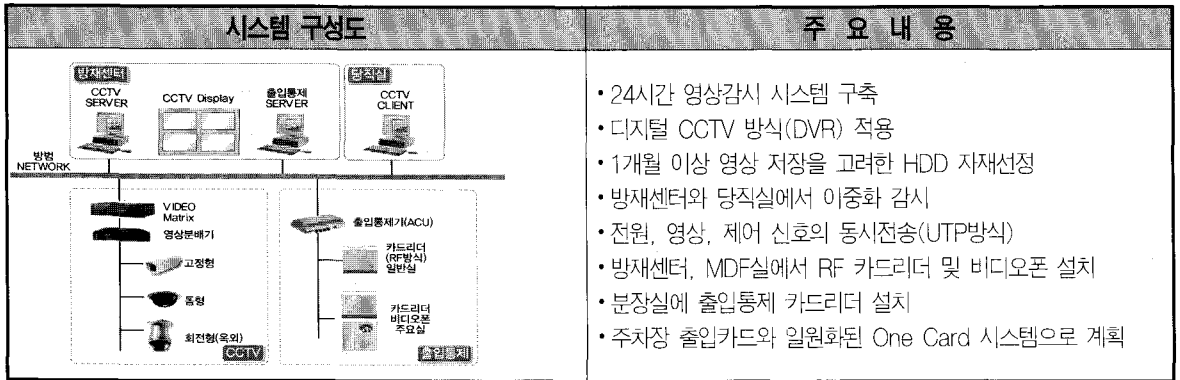 시스템 구성도
주 요 내 용
방재센터
CCTV
SERVER
CCTV Display
출입통제
SERVER
당직실
CCTV
CLIENT
방범
NETWORK
VIDEO
Matrix
영상분배기
고정형
돔형
회전형(옥외)
CCTV
출입통제기(ACU)
카드리더
(RF방식)
일반실
카드리더
비디오폰
주요실
출입통제
• 24시간 영상감시 시스템 구축
• 디지털 CCTV 방식(DVR) 적용
• 1개월 이상 영상 저장을 고려한 HDD 자재선정
• 방재센터와 당직실에서 이중화 감시
• 전원, 영상, 제어 신호의 동시전송(UTP방식)
• 방재센터, MDF실에서 RF 카드리더 및 비디오폰 설치
• 분장실에 출입통제 카드리더 설치
• 주차장 출입카드와 일원화된 One Card 시스템으로 계획